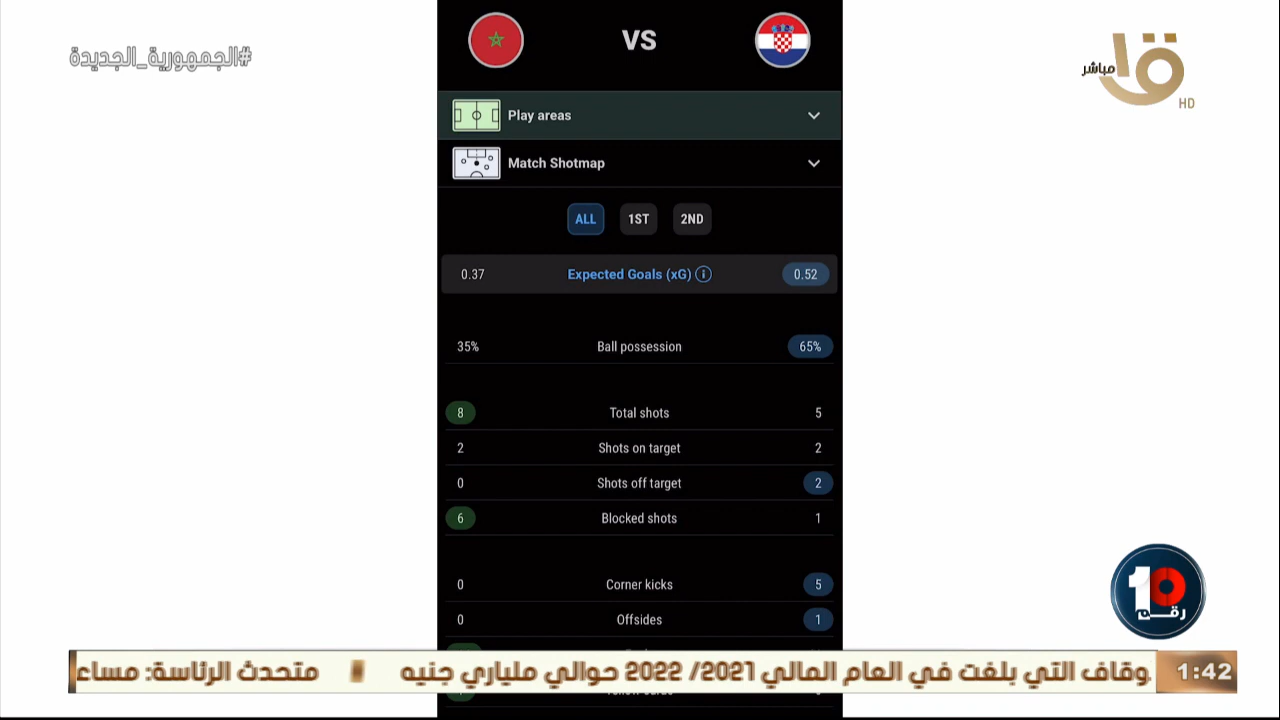 #الجمهورية_الجديدة
VS
مباشر
HD
Play areas
Match Shotmap
ALL 1ST 2ND
0.37 Expected Goals (xG) i 0.52
35% Ball possession 65%
8 Total shots 5
2 Shots on target 2
0 Shots off target 2
6 Blocked shots 1
0 Corner kicks 5
0 Offsides 1
رقم 10
وقاف التي بلغت في العام المالي 2021/ 2022 حوالي ملياري جنيه
متحدث الرئاسة: مساء
1:42